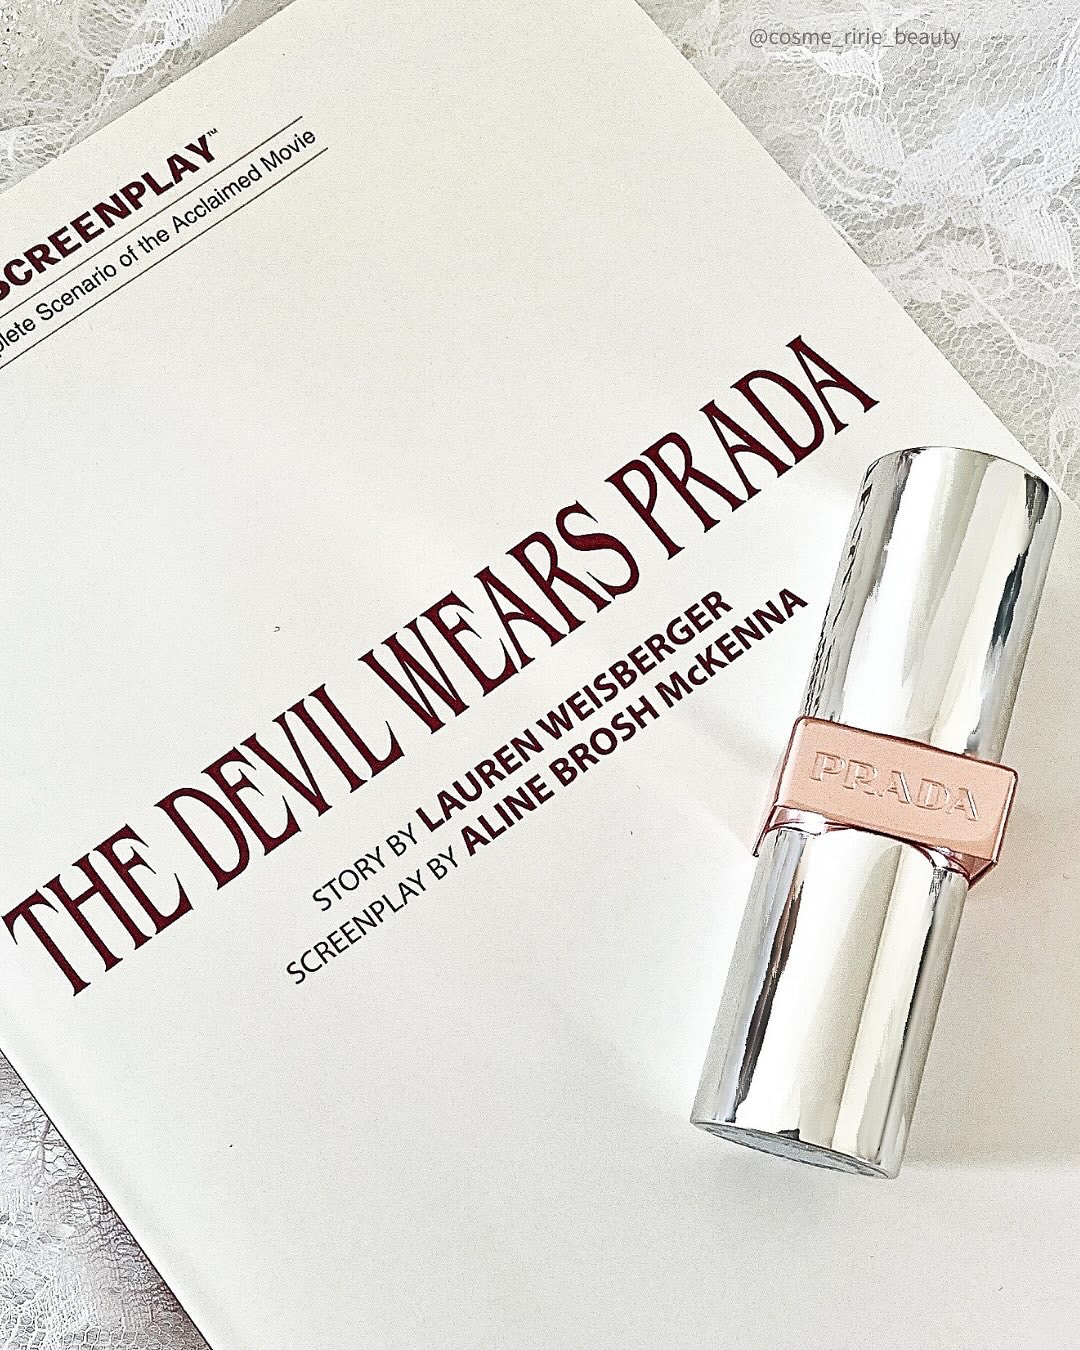 @cosme_ririe_beauty
SCREENPLAY™
plete Scenario of the Acclaimed Movie
THE DEVIL WEARS PRADA
STORY BY LAUREN WEISBERGER
SCREENPLAY BY ALINE BROSH McKENNA
PRADA